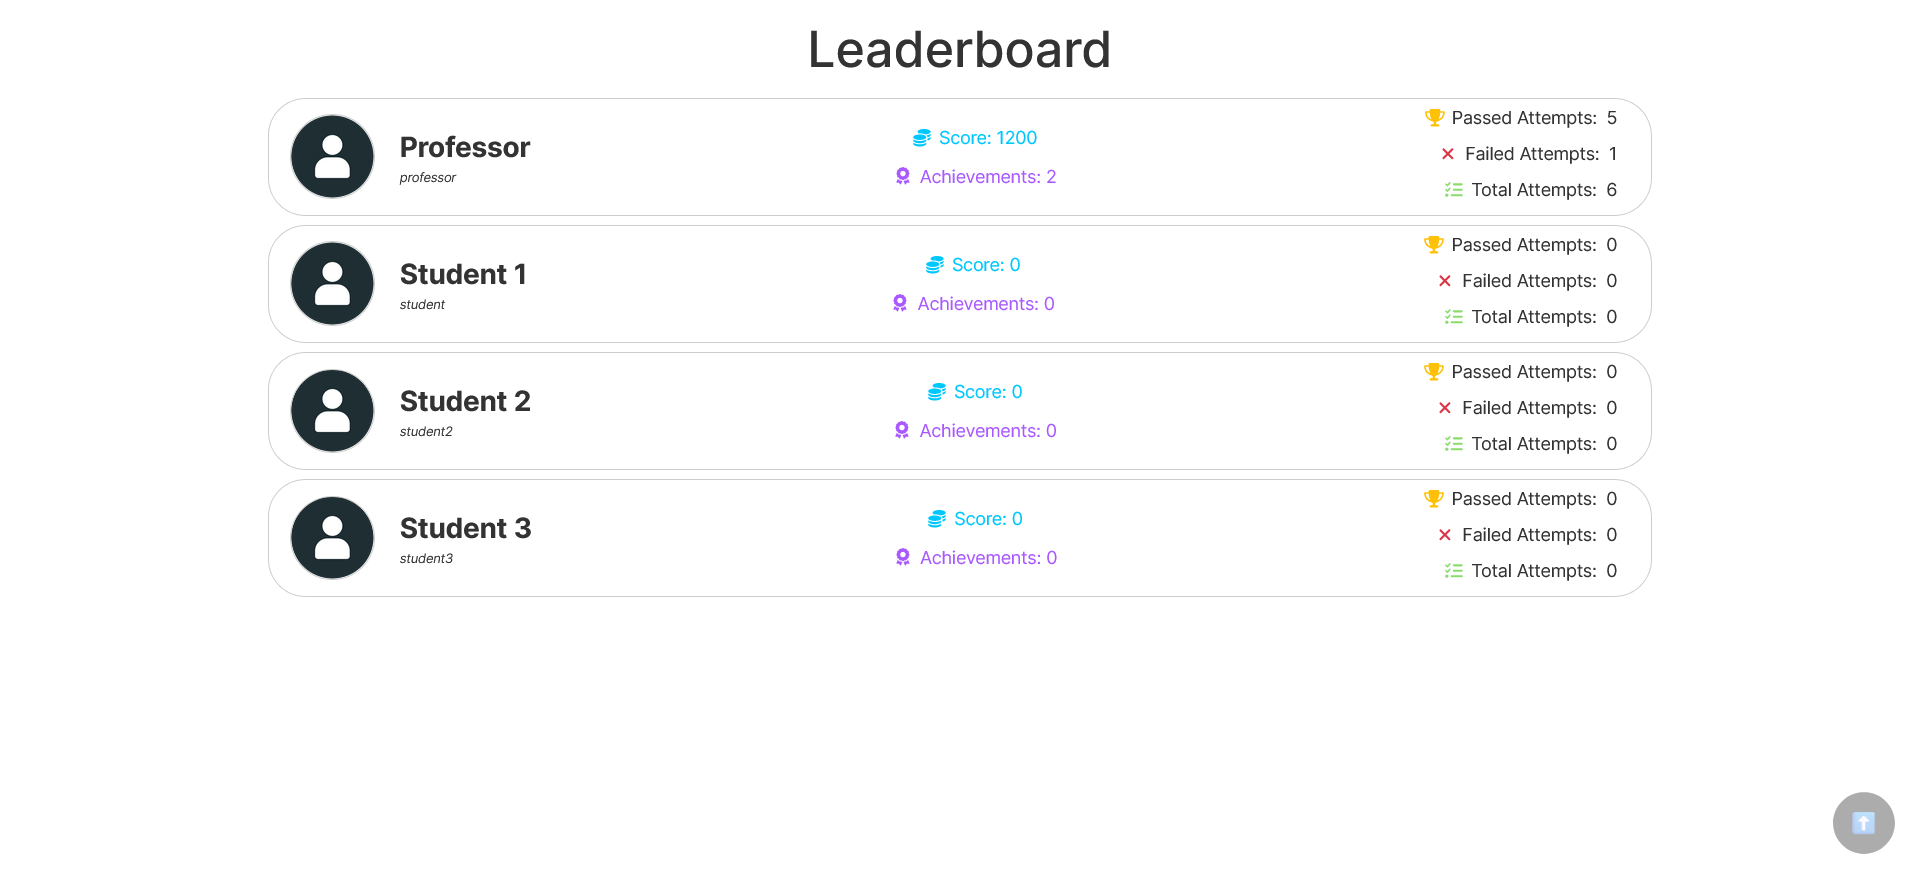 Leaderboard
Professor
professor
Score: 1200
Achievements: 2
Passed Attempts: 5
Failed Attempts: 1
Total Attempts: 6
Student 1
student
Score: 0
Achievements: 0
Passed Attempts: 0
Failed Attempts: 0
Total Attempts: 0
Student 2
student2
Score: 0
Achievements: 0
Passed Attempts: 0
Failed Attempts: 0
Total Attempts: 0
Student 3
student3
Score: 0
Achievements: 0
Passed Attempts: 0
Failed Attempts: 0
Total Attempts: 0